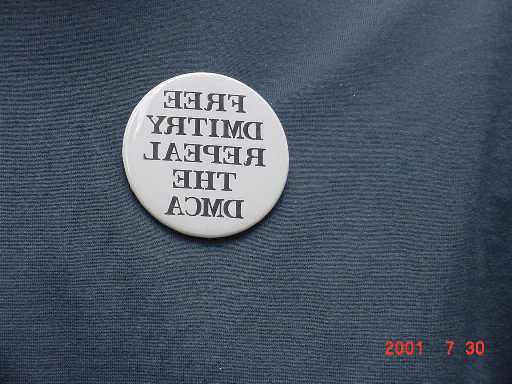 FREE
DMITRY
REPEAL
THE
DMCA
2001 7 30